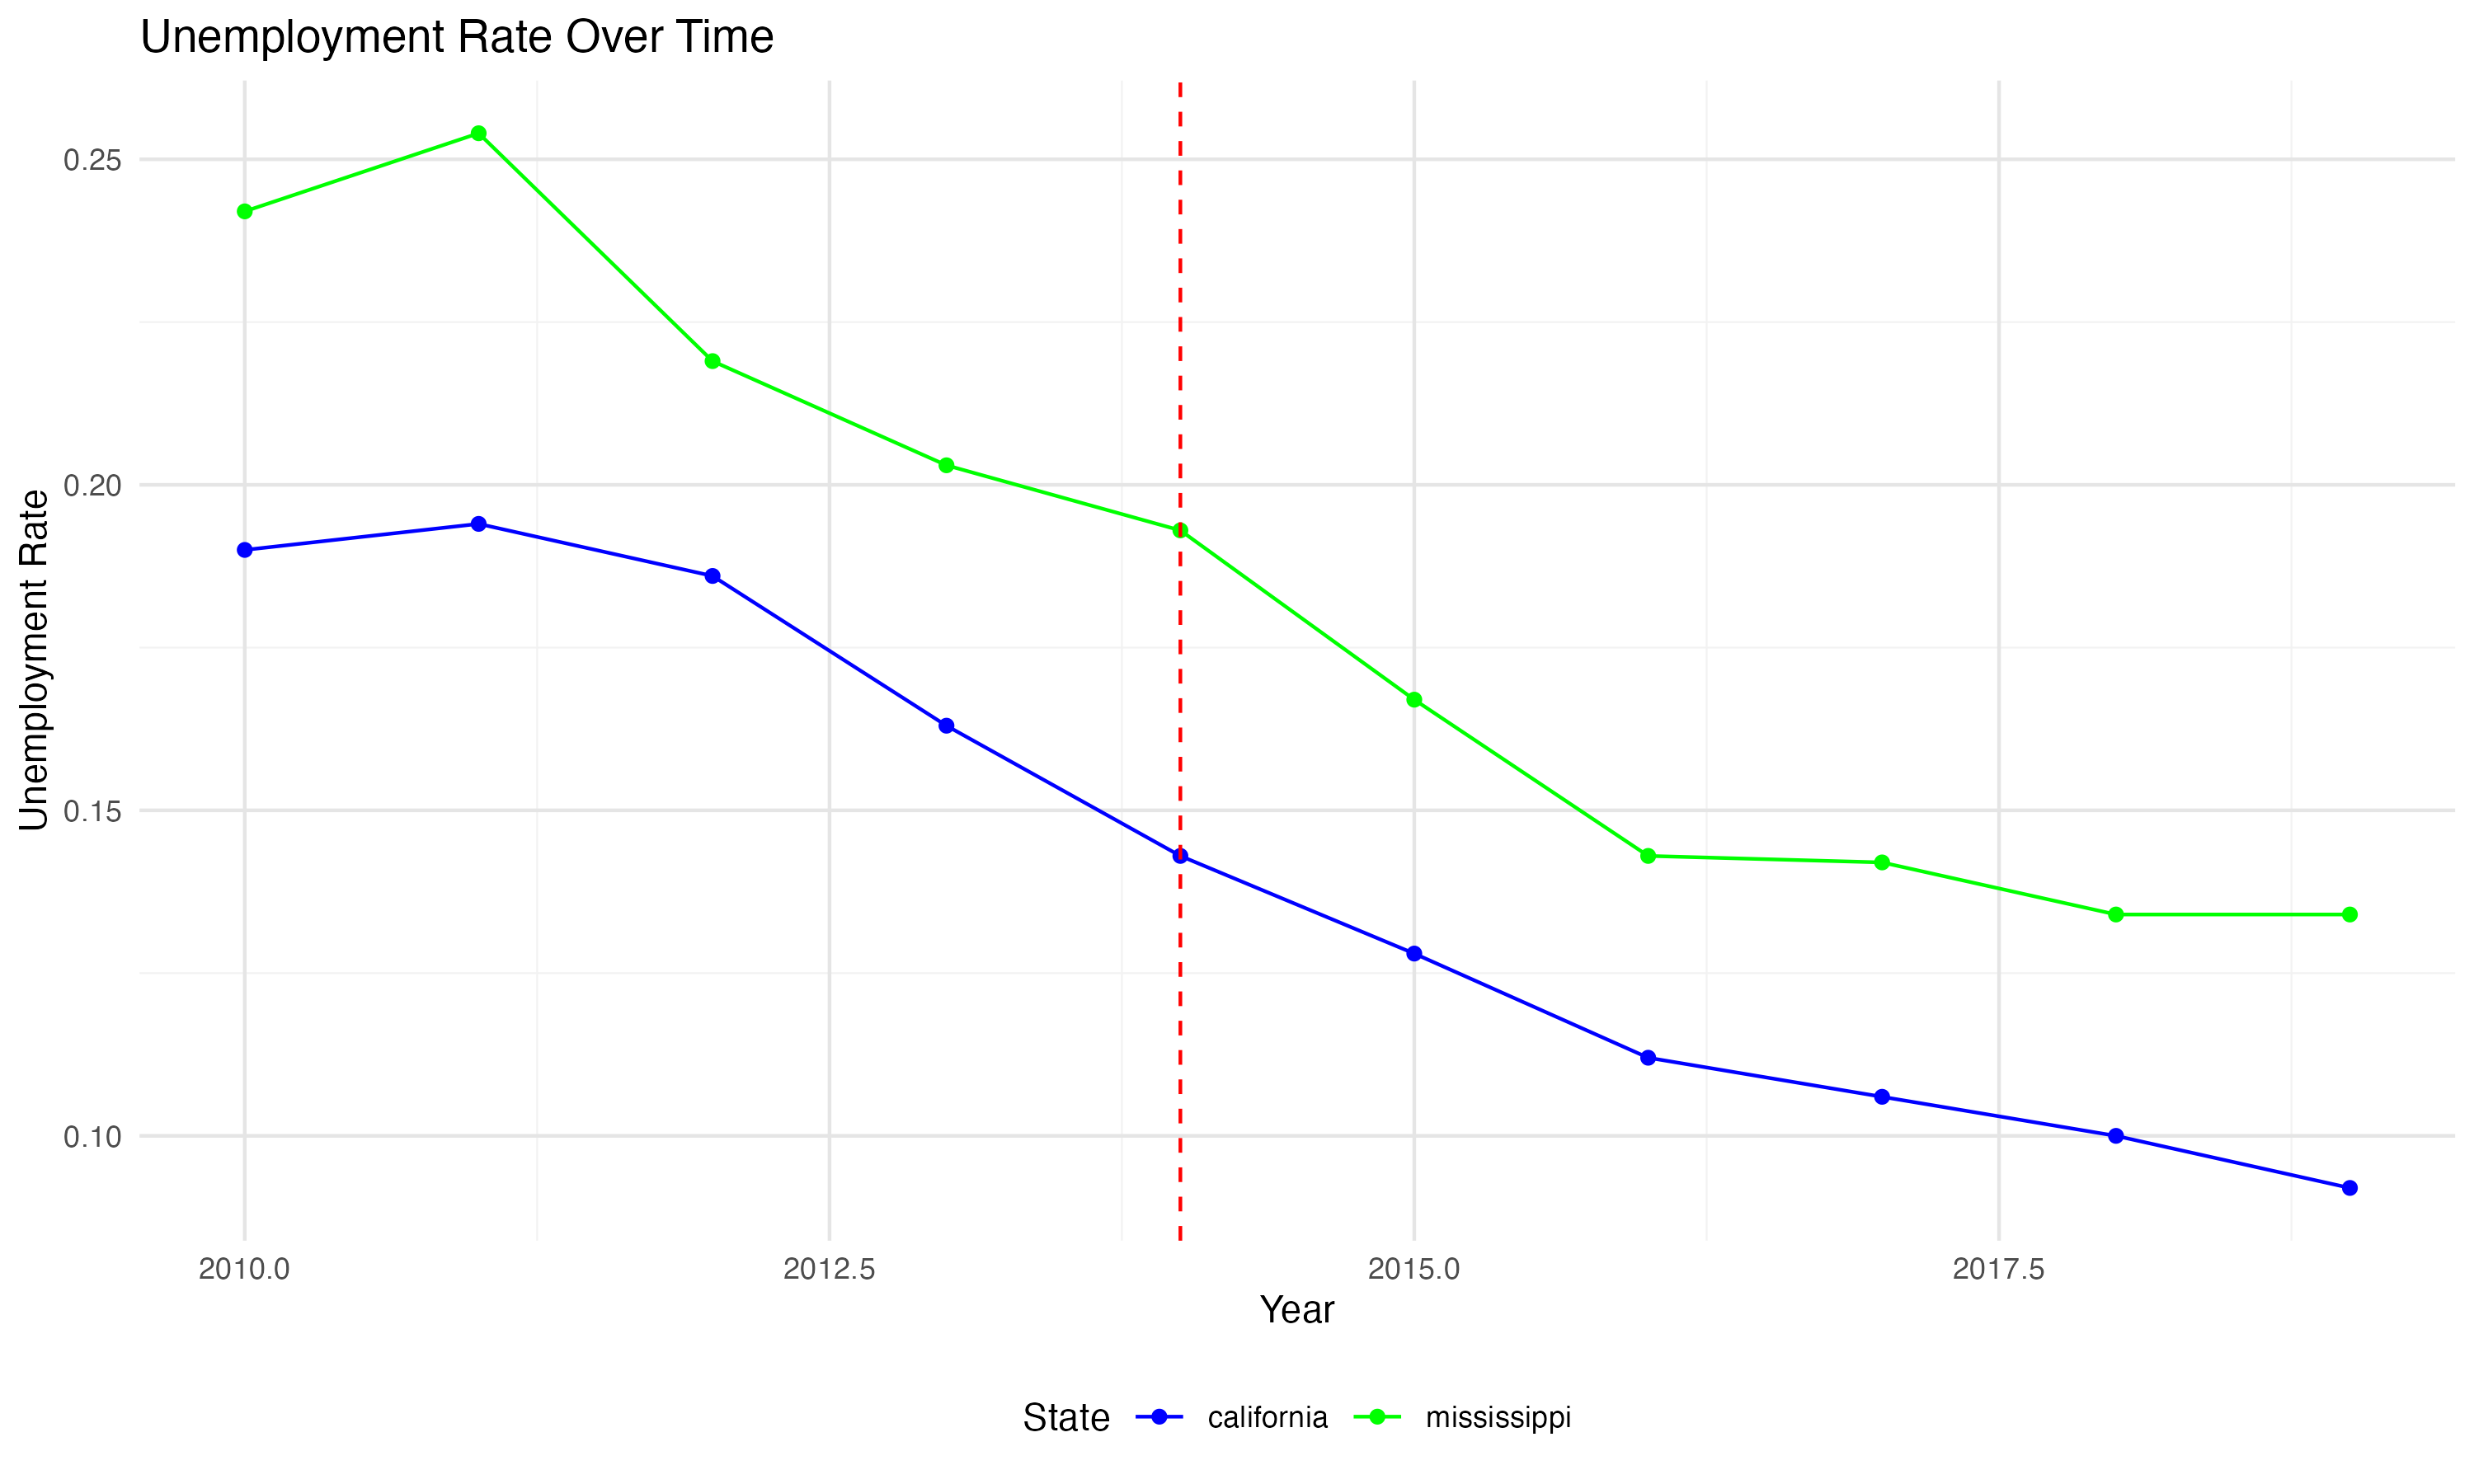 Unemployment Rate Over Time
Unemployment Rate
0.25
0.20
0.15
0.10
2010.0 2012.5 2015.0 2017.5
Year
State california mississippi